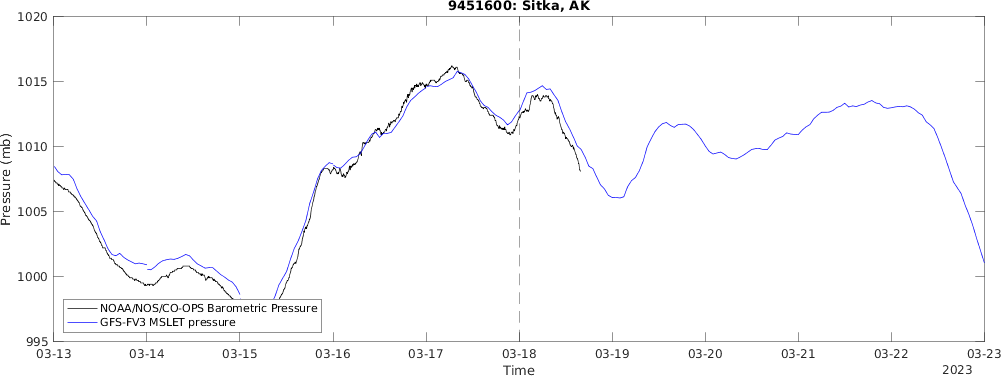 9451600: Sitka, AK
1020
1015
1010
1005
1000
995
Pressure (mb)
NOAA/NOS/CO-OPS Barometric Pressure
GFS-FV3 MSLET pressure
03-13 03-14 03-15 03-16 03-17 03-18 03-19 03-20 03-21 03-22 03-23
Time
2023